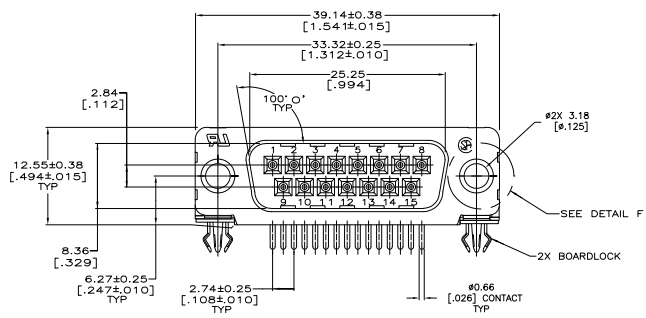 39.14±0.38
[1.541±.015]
33.32±0.25
[1.312±.010]
25.25
[.994]
2.84
[.112]
100°0'
TYP
ø2X 3.18
[ø.125]
12.55±0.38
[.494±.015]
TYP
1 2 3 4 5 6 7 8
9 10 11 12 13 14 15
SEE DETAIL F
8.36
[.329]
2X BOARDLOCK
6.27±0.25
[.247±.010]
TYP
2.74±0.25
[.108±.010]
TYP
ø0.66
[.026] CONTACT
TYP